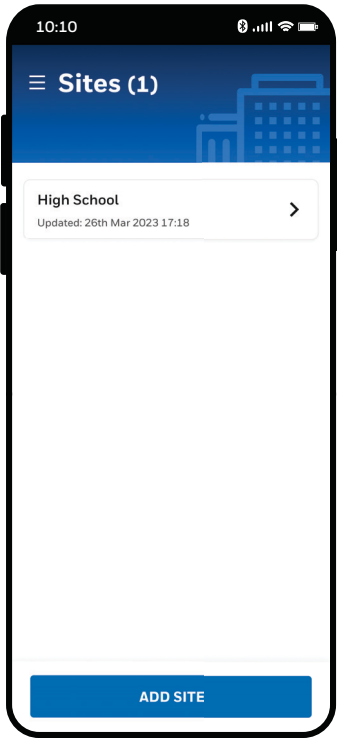 10:10
Sites (1)
High School
Updated: 26th Mar 2023 17:18
ADD SITE